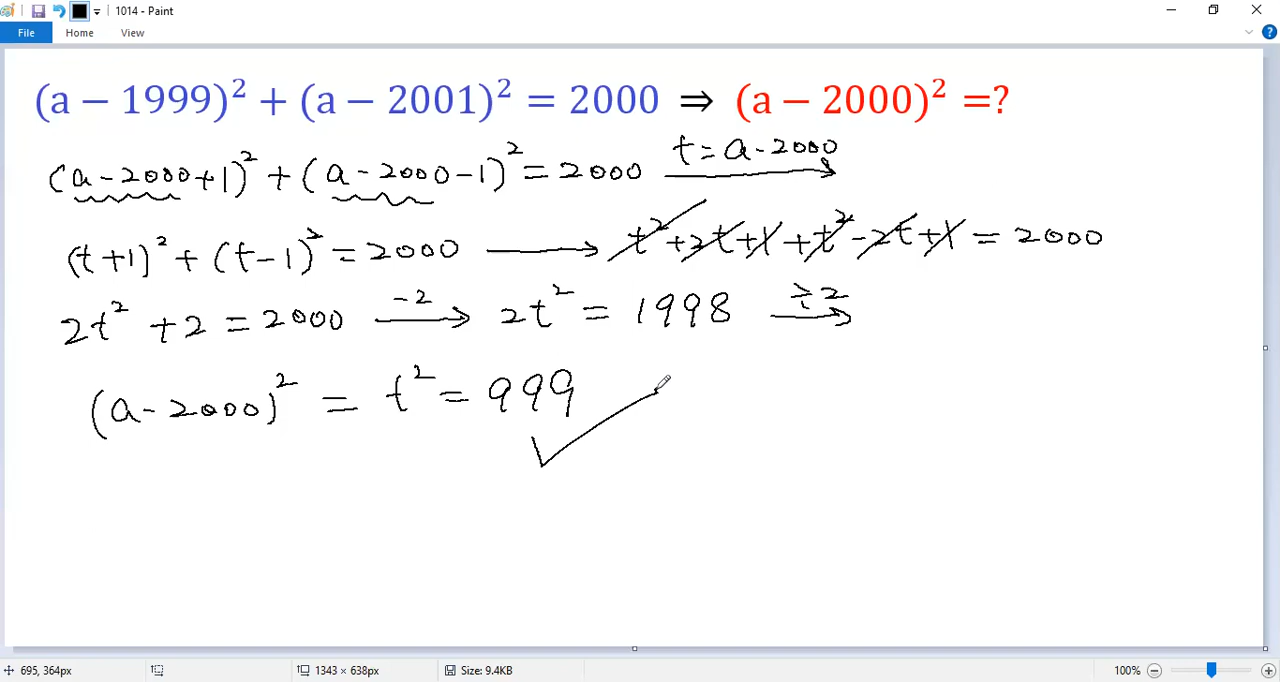 1014 - Paint
File Home View
(a − 1999)² + (a − 2001)² = 2000 ⇒ (a − 2000)² =?
(a-2000+1)² + (a-2000-1)² = 2000 t=a-2000 →
(t+1)² + (t-1)² = 2000 → t²+2t+1+t²-2t+1 = 2000
2t² +2 = 2000 -2 → 2t² = 1998 ÷2 →
(a-2000)² = t² = 999 ✓
695, 364px 1343 × 638px Size: 9.4KB 100%